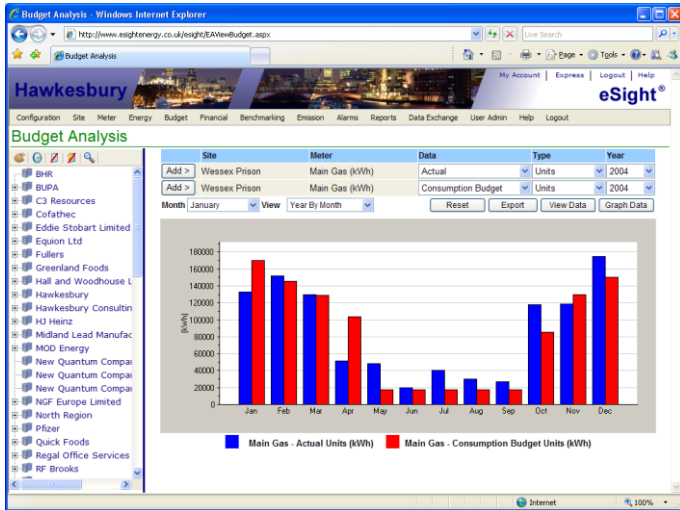 Budget Analysis - Windows Internet Explorer
http://www.esightenergy.co.uk/esight/EAViewBudget.aspx
Live Search
Budget Analysis
Page
Tools
My Account | Express | Logout | Help
Hawkesbury
eSight®
Configuration Site Meter Energy Budget Financial Benchmarking Emission Alarms Reports Data Exchange User Admin Help Logout
Budget Analysis
BHR
BUPA
C3 Resources
Cofathec
Eddie Stobart Limited
Equion Ltd
Fullers
Greenland Foods
Hall and Woodhouse L
Hawkesbury
Hawkesbury Consultin
HJ Heinz
Midland Lead Manufac
MOD Energy
New Quantum Compa
New Quantum Compa
New Quantum Compa
NGF Europe Limited
North Region
Pfizer
Quick Foods
Regal Office Services
RF Brooks
Site Meter Data Type Year
Add > Wessex Prison Main Gas (kWh) Actual Units 2004
Add > Wessex Prison Main Gas (kWh) Consumption Budget Units 2004
Month January View Year By Month Reset Export View Data Graph Data
180000
160000
140000
120000
100000
80000
60000
40000
20000
0
(kWh)
Jan Feb Mar Apr May Jun Jul Aug Sep Oct Nov Dec
Main Gas - Actual Units (kWh) Main Gas - Consumption Budget Units (kWh)
Internet 100%